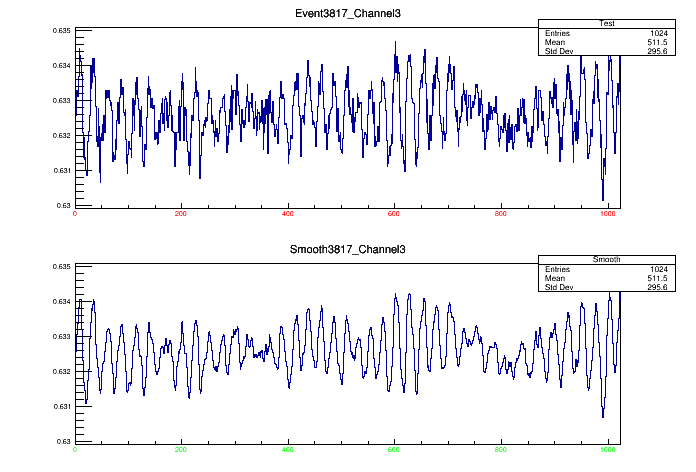 Event3817_Channel3
Test
Entries 1024
Mean 511.5
Std Dev 295.6
0.635
0.634
0.633
0.632
0.631
0.63
0 200 400 600 800 1000
Smooth3817_Channel3
Smooth
Entries 1024
Mean 511.5
Std Dev 295.6
0.635
0.634
0.633
0.632
0.631
0.63
0 200 400 600 800 1000